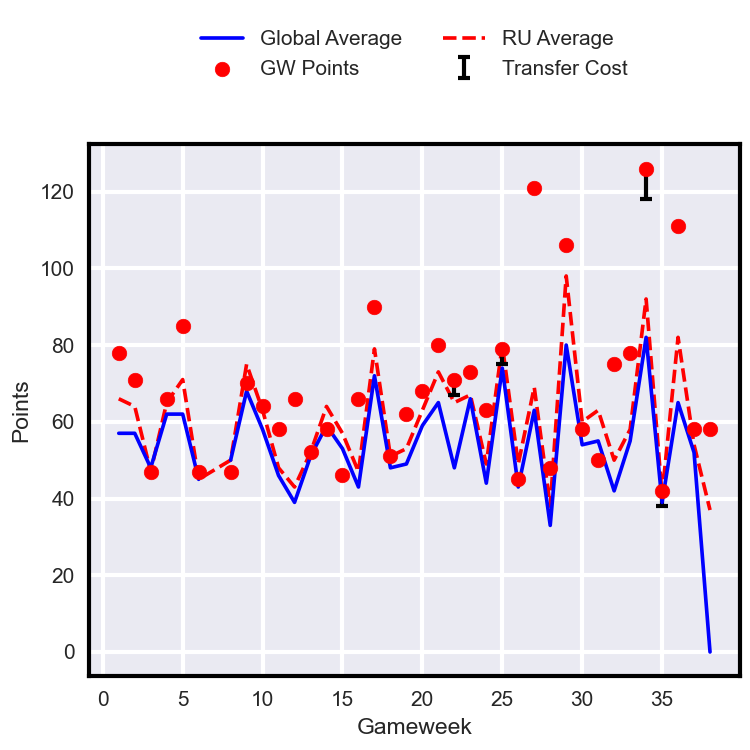 Global Average
RU Average
GW Points
Transfer Cost
120
100
80
60
40
20
0
Points
0 5 10 15 20 25 30 35
Gameweek